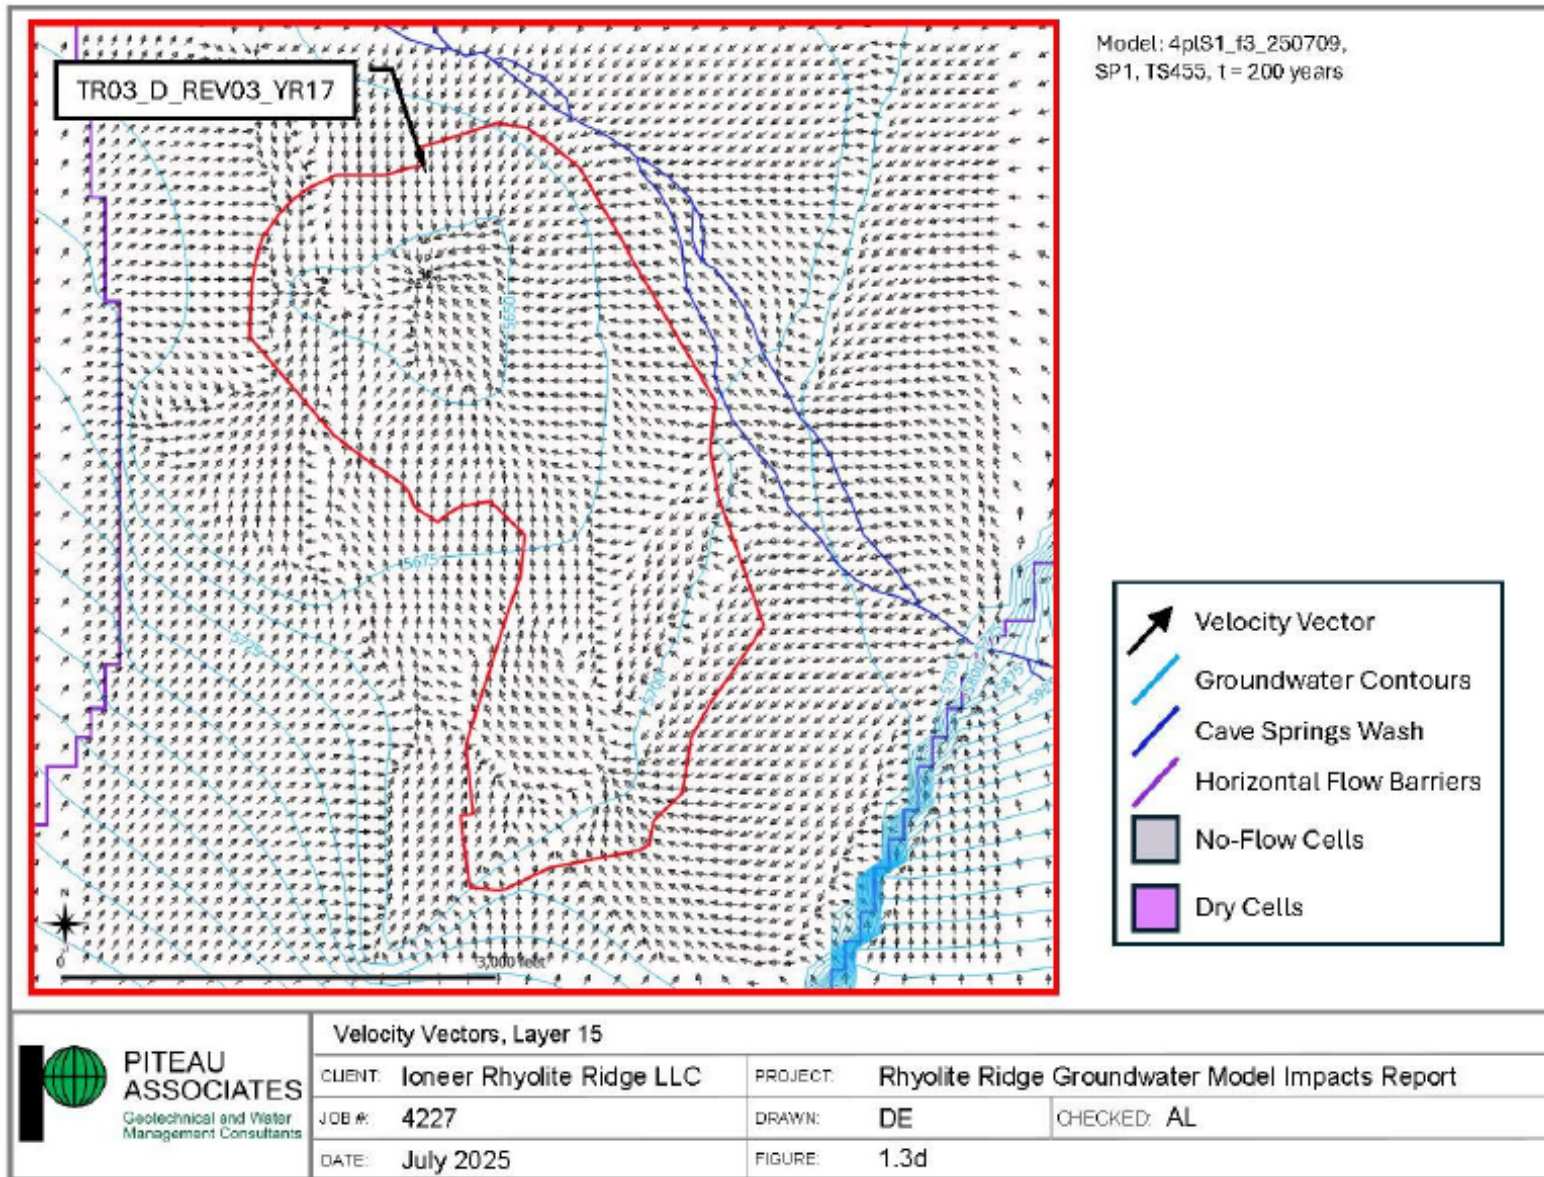 Model: 4plS1_f3_250709,
SP1, TS455, t = 200 years
TR03_D_REV03_YR17
5650
5675
5725
5700
5750
5800
5875
N
0
3,000 feet
Velocity Vector
Groundwater Contours
Cave Springs Wash
Horizontal Flow Barriers
No-Flow Cells
Dry Cells
PITEAU
ASSOCIATES
Geotechnical and Water
Management Consultants
Velocity Vectors, Layer 15
CLIENT: Ioneer Rhyolite Ridge LLC
PROJECT: Rhyolite Ridge Groundwater Model Impacts Report
JOB #: 4227
DRAWN: DE
CHECKED: AL
DATE: July 2025
FIGURE: 1.3d